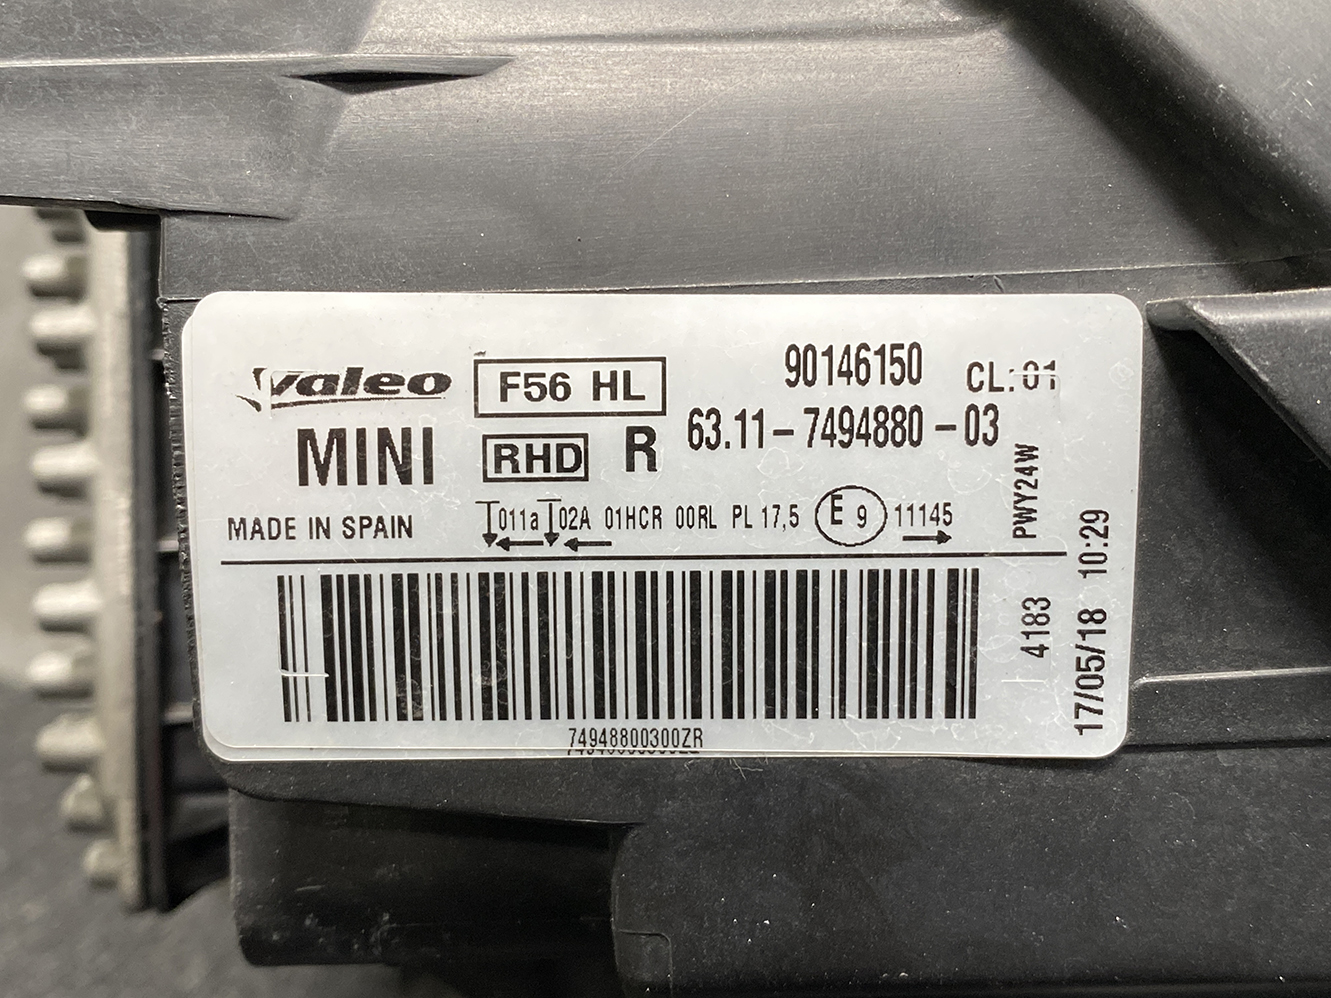 valeo
F56 HL
90146150
CL:01
MINI
RHD
R
63.11-7494880-03
MADE IN SPAIN
011a 02A 01HCR 00RL PL 17,5 E 9 11145
PWY24W
4183
17/05/18 10:29
74948800300ZR